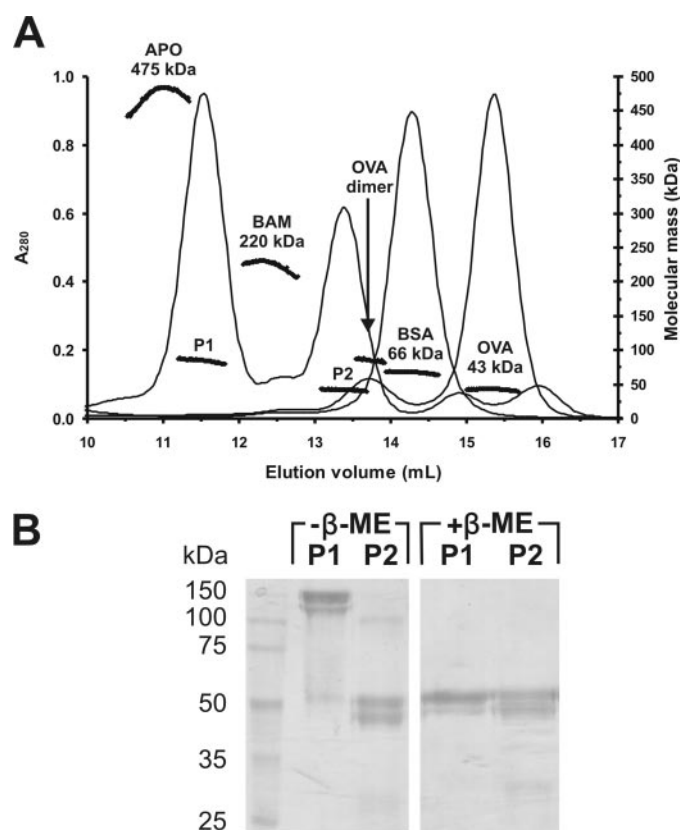 A
APO
475 kDa
BAM
220 kDa
OVA
dimer
P1
P2
BSA
66 kDa
OVA
43 kDa
1.0
0.8
0.6
0.4
0.2
0.0
A280
500
450
400
350
300
250
200
150
100
50
0
Molecular mass (kDa)
10 11 12 13 14 15 16 17
Elution volume (mL)
B
-β-ME +β-ME
kDa P1 P2 P1 P2
150
100
75
50
35
25